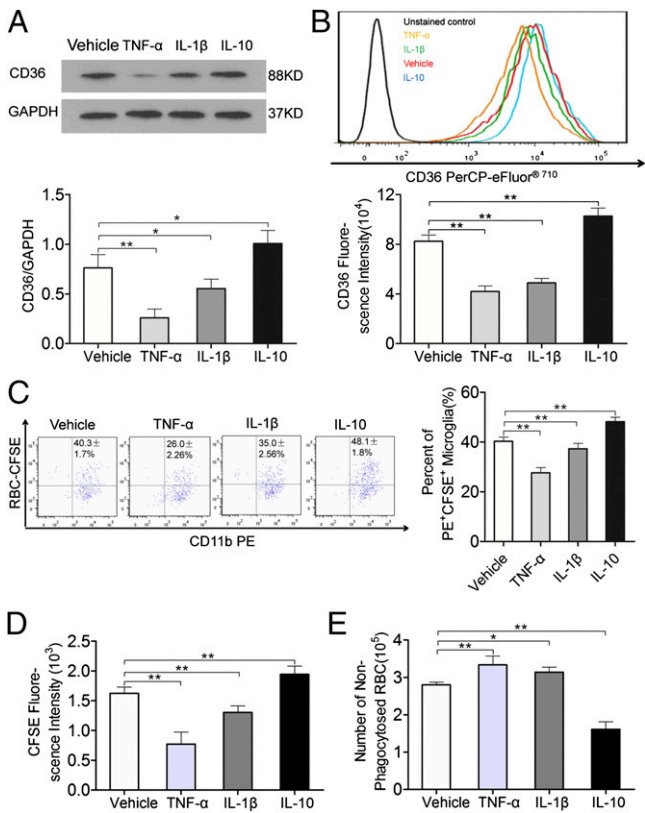 A
Vehicle TNF-α IL-1β IL-10
CD36
88KD
GAPDH
37KD
CD36/GAPDH
1.5
1.0
0.5
0.0
**
*
*
Vehicle TNF-α IL-1β IL-10
B
Unstained control
TNF-α
IL-1β
Vehicle
IL-10
0 10² 10³ 10⁴ 10⁵
CD36 PerCP-eFluor® 710
CD36 Fluore-
scence Intensity(10⁴)
12
8
4
0
**
**
**
Vehicle TNF-α IL-1β IL-10
C
Vehicle TNF-α IL-1β IL-10
40.3±
1.7%
26.0±
2.26%
35.0±
2.56%
48.1±
1.8%
RBC-CFSE
CD11b PE
Percent of
PE⁺CFSE⁺ Microglia(%)
60
40
20
0
**
**
**
Vehicle TNF-α IL-1β IL-10
D
CFSE Fluore-
scence Intensity (10³)
2.5
2.0
1.5
1.0
0.5
0
**
**
**
Vehicle TNF-α IL-1β IL-10
E
Number of Non-
Phagocytosed RBC(10⁵)
4
3
2
1
0
**
*
**
Vehicle TNF-α IL-1β IL-10